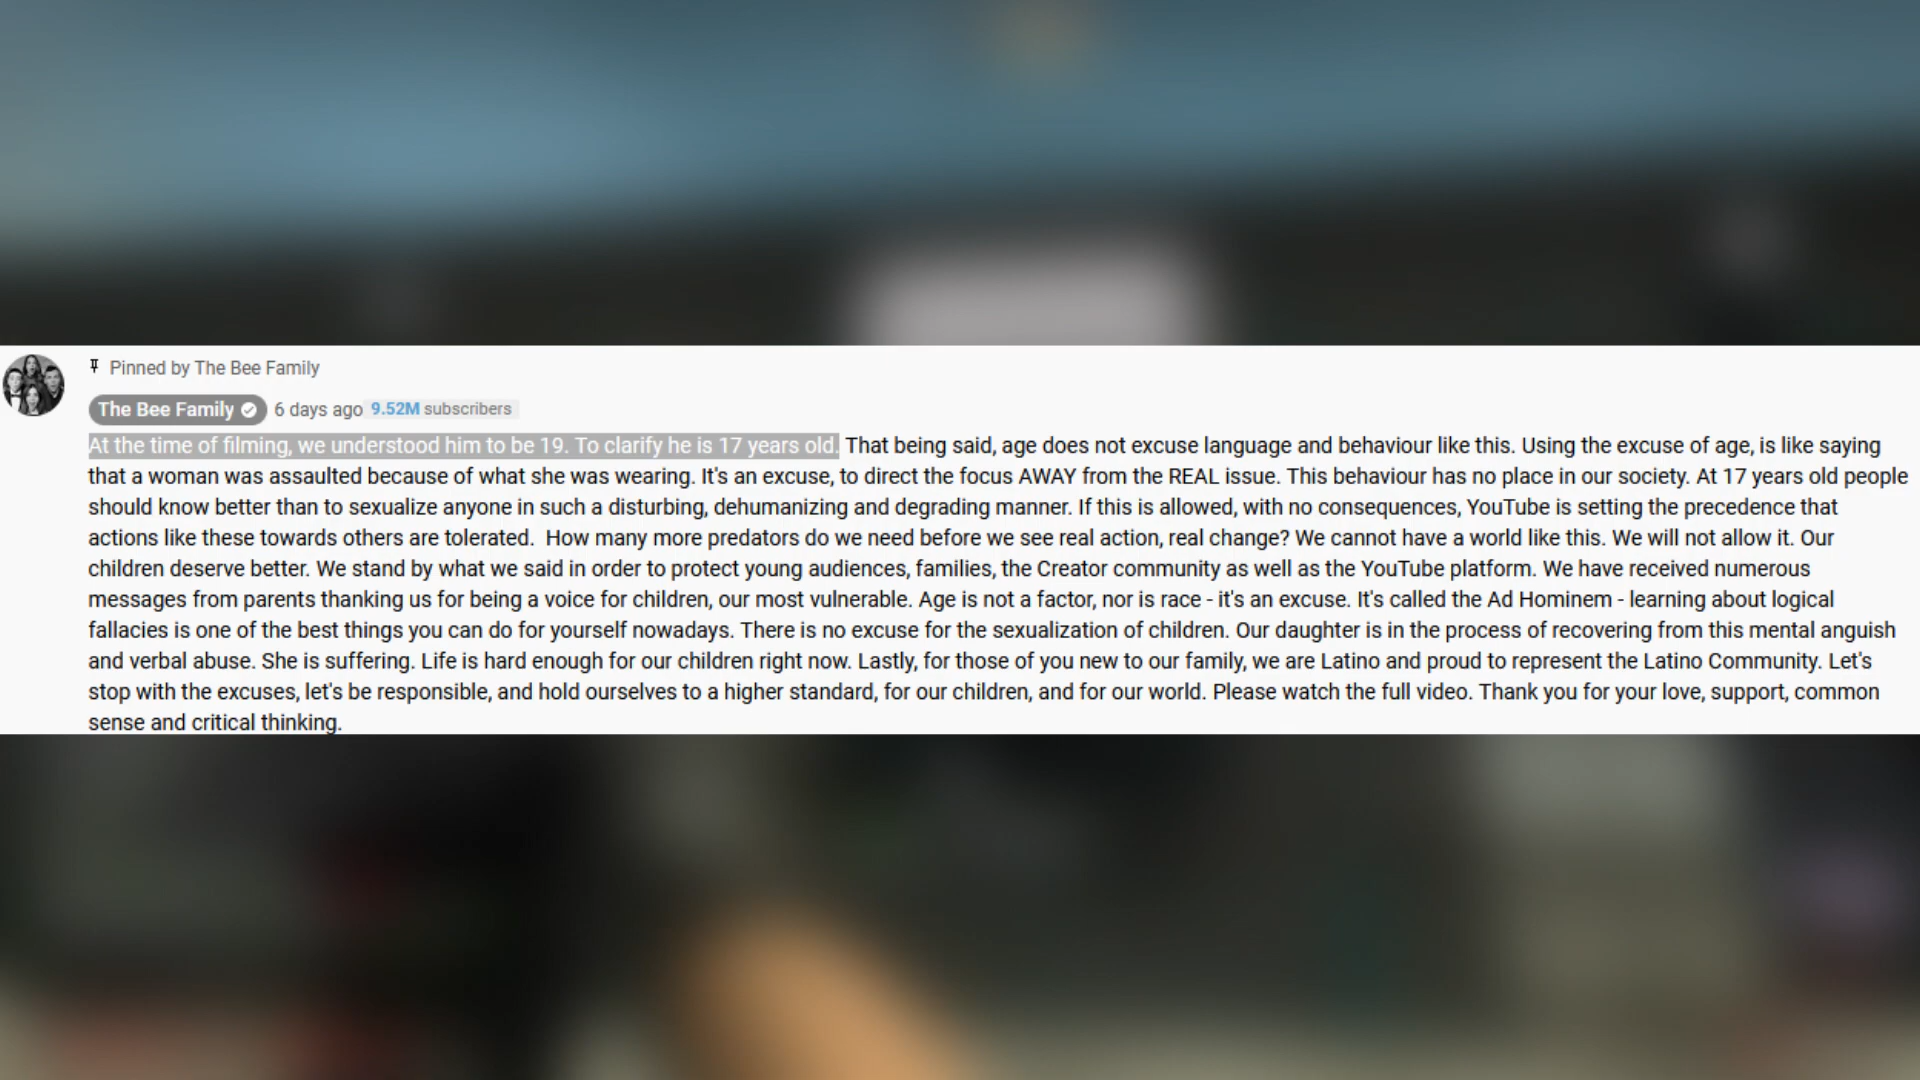 Pinned by The Bee Family
The Bee Family 6 days ago 9.52M subscribers
At the time of filming, we understood him to be 19. To clarify he is 17 years old. That being said, age does not excuse language and behaviour like this. Using the excuse of age, is like saying
that a woman was assaulted because of what she was wearing. It's an excuse, to direct the focus AWAY from the REAL issue. This behaviour has no place in our society. At 17 years old people
should know better than to sexualize anyone in such a disturbing, dehumanizing and degrading manner. If this is allowed, with no consequences, YouTube is setting the precedence that
actions like these towards others are tolerated.  How many more predators do we need before we see real action, real change? We cannot have a world like this. We will not allow it. Our
children deserve better. We stand by what we said in order to protect young audiences, families, the Creator community as well as the YouTube platform. We have received numerous
messages from parents thanking us for being a voice for children, our most vulnerable. Age is not a factor, nor is race - it's an excuse. It's called the Ad Hominem - learning about logical
fallacies is one of the best things you can do for yourself nowadays. There is no excuse for the sexualization of children. Our daughter is in the process of recovering from this mental anguish
and verbal abuse. She is suffering. Life is hard enough for our children right now. Lastly, for those of you new to our family, we are Latino and proud to represent the Latino Community. Let's
stop with the excuses, let's be responsible, and hold ourselves to a higher standard, for our children, and for our world. Please watch the full video. Thank you for your love, support, common
sense and critical thinking.